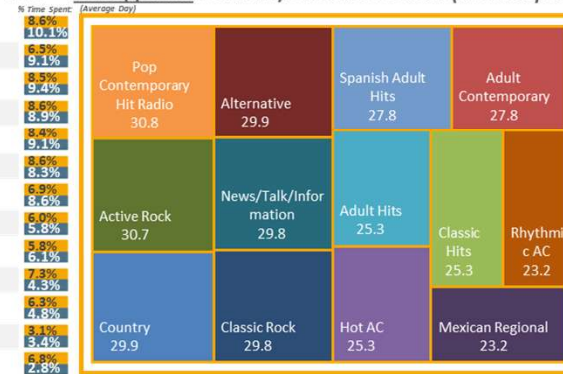 % Time Spent: (Average Day)
8.6%
10.1%
6.5%
9.1%
8.5%
9.4%
8.6%
8.9%
8.4%
9.1%
8.6%
8.3%
6.9%
8.6%
6.0%
5.8%
5.8%
6.1%
7.3%
4.3%
6.3%
4.8%
3.1%
3.4%
6.8%
2.8%
Pop
Contemporary
Hit Radio
30.8
Alternative
29.9
Spanish Adult
Hits
27.8
Adult
Contemporary
27.8
Active Rock
30.7
News/Talk/Infor
mation
29.8
Adult Hits
25.3
Classic
Hits
25.3
Rhythmi
c AC
23.2
Country
29.9
Classic Rock
29.8
Hot AC
25.3
Mexican Regional
23.2